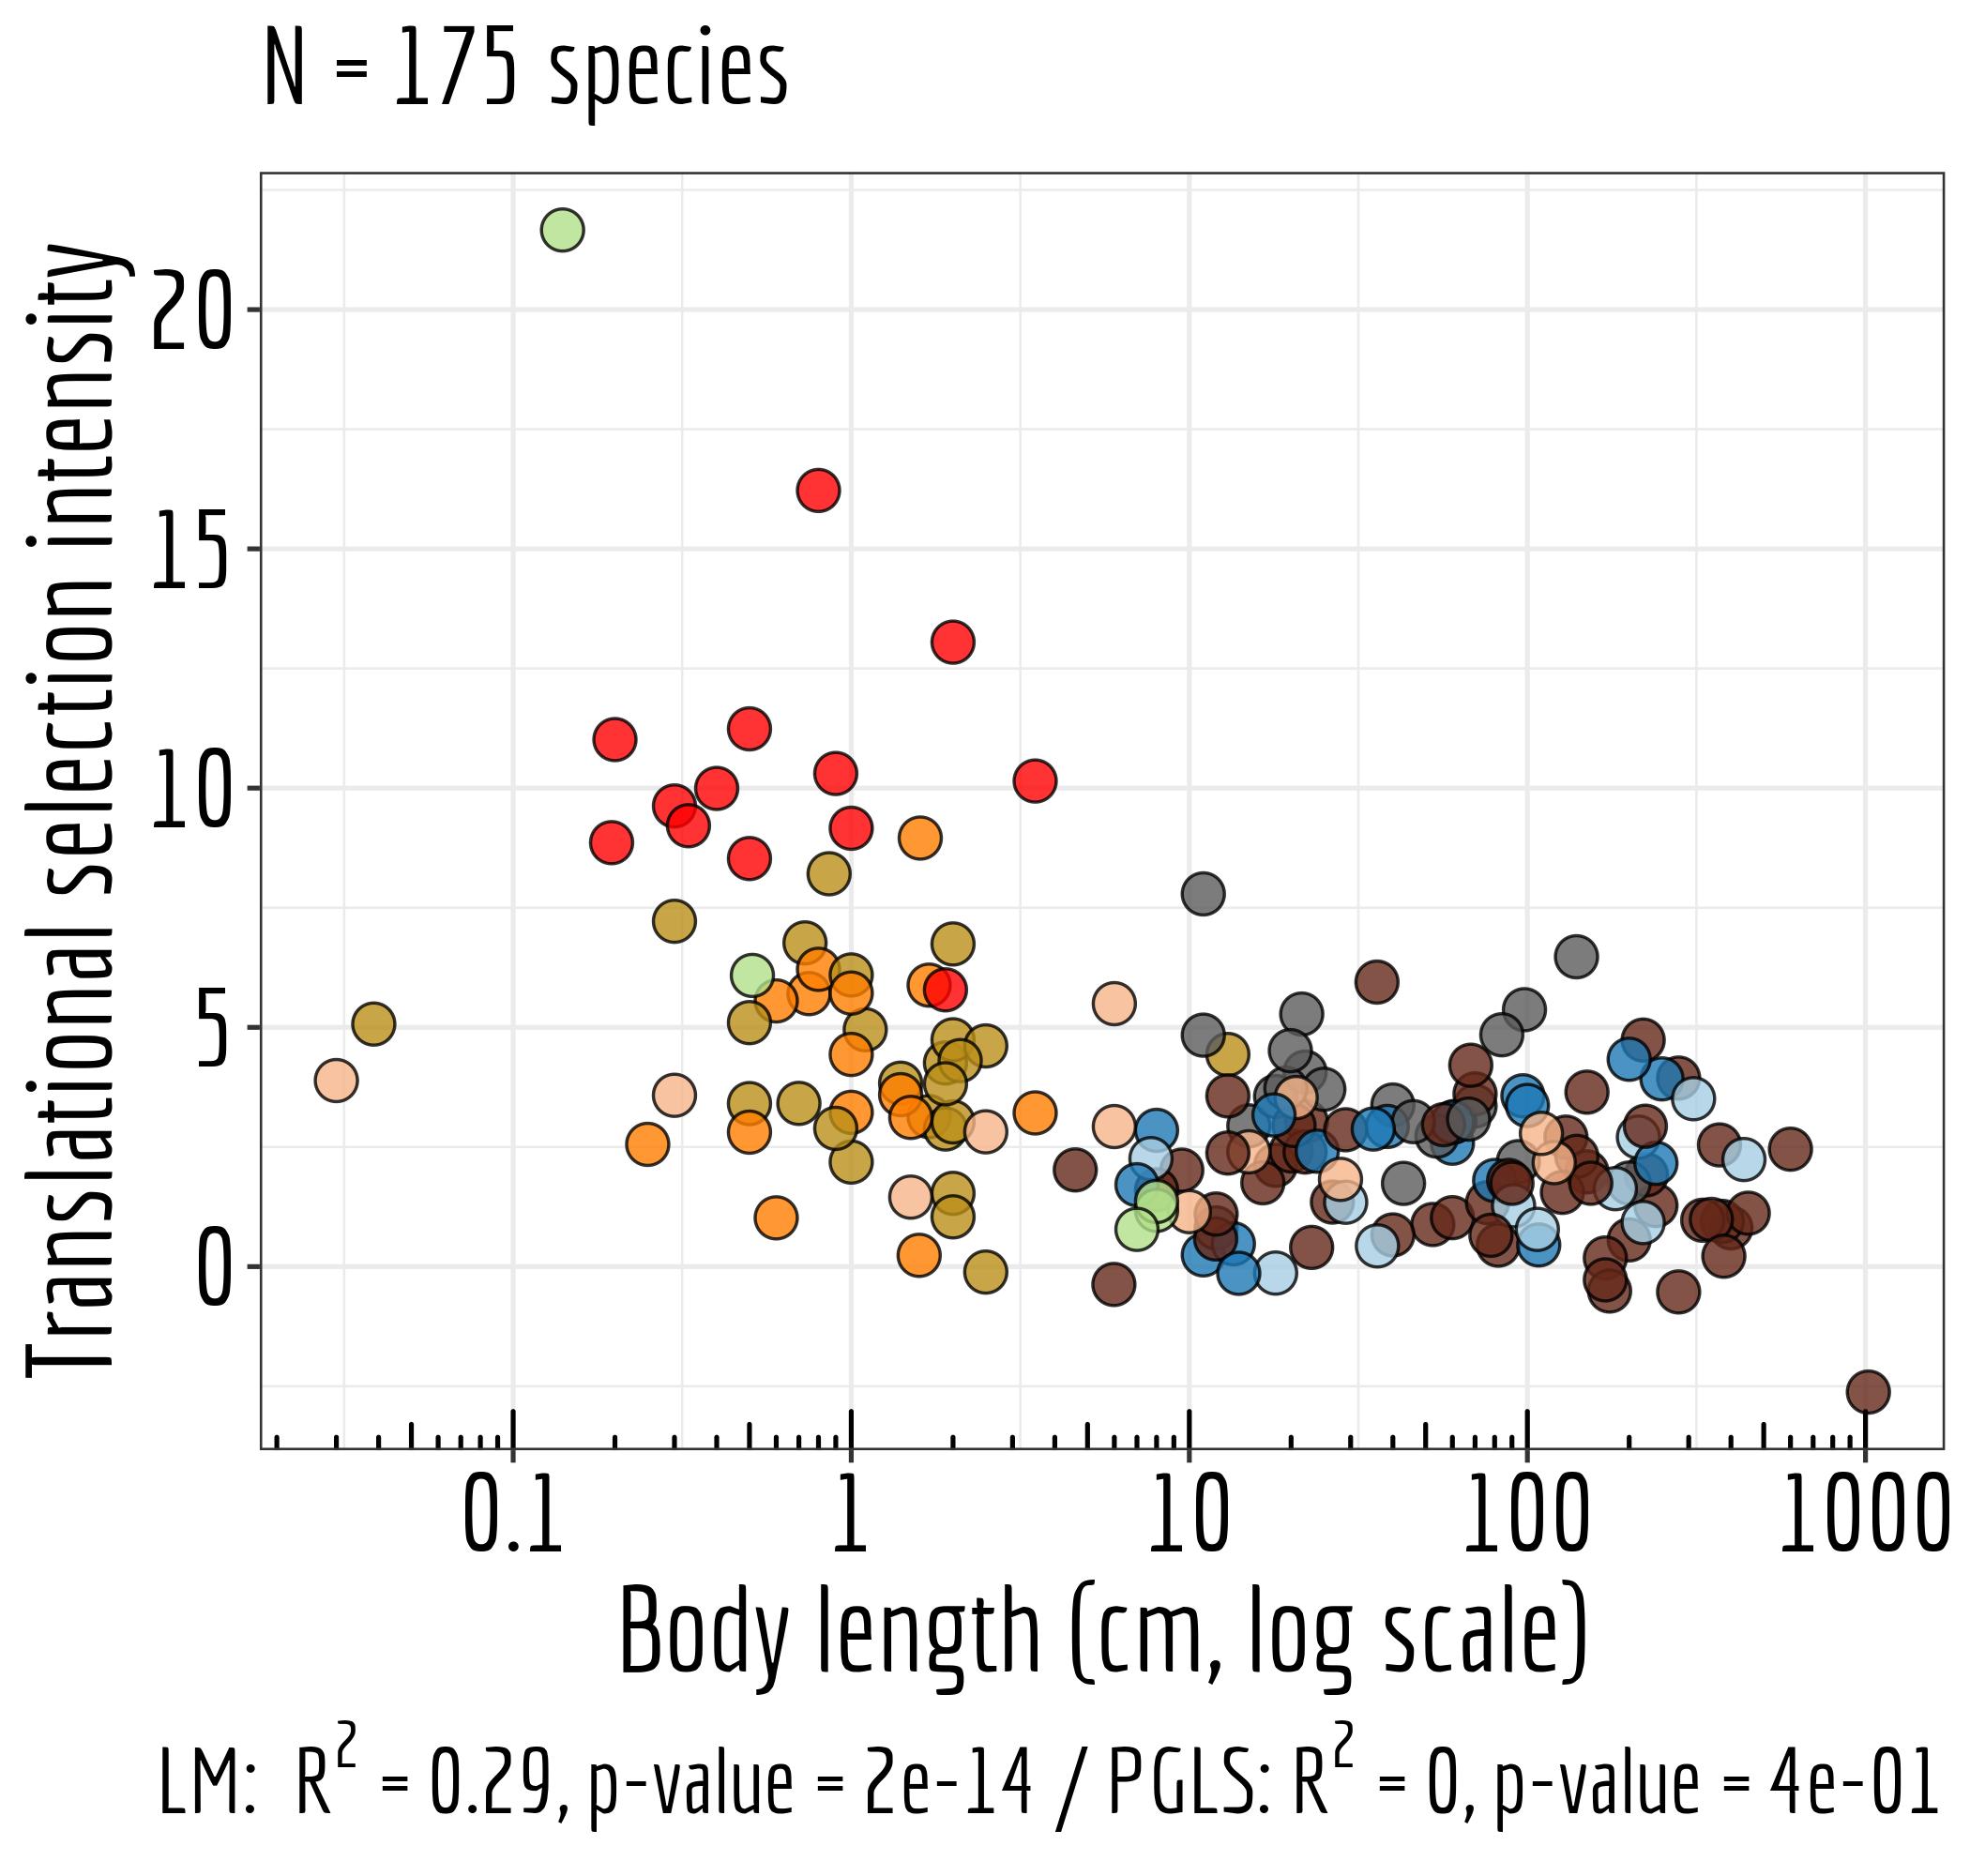 N = 175 species
Translational selection intensity
20
15
10
5
0
0.1 1 10 100 1000
Body length (cm, log scale)
LM: R² = 0.29, p-value = 2e-14 / PGLS: R² = 0, p-value = 4e-01